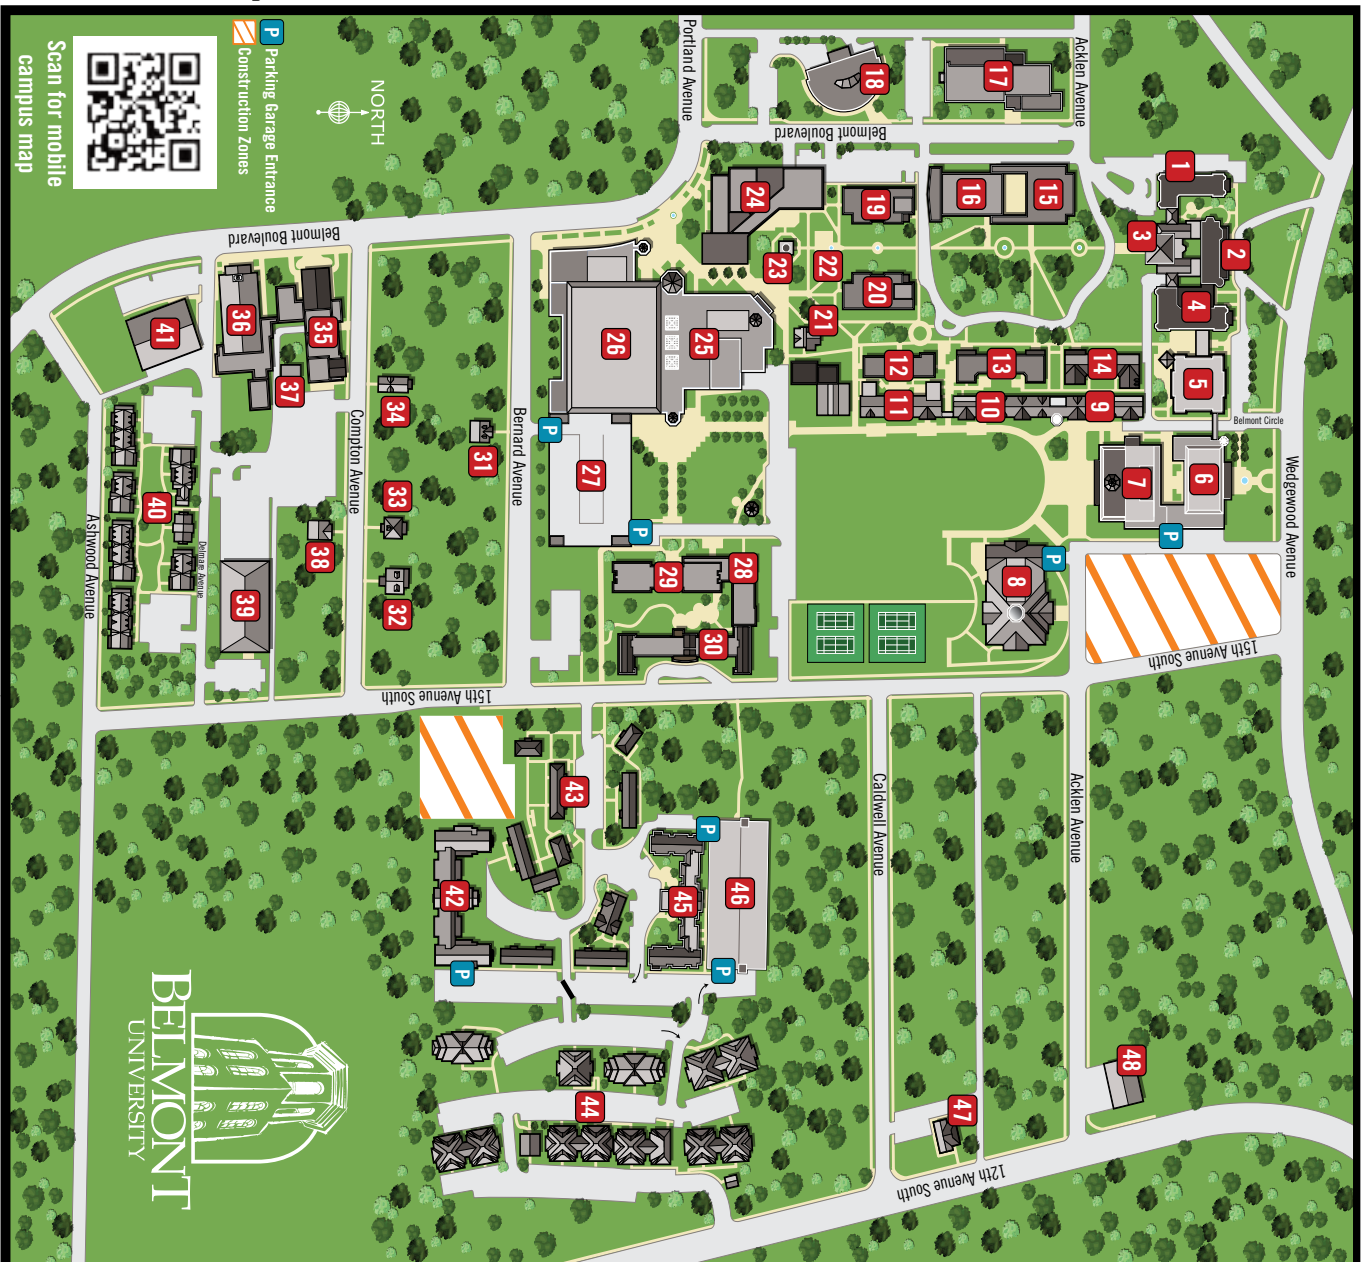 Scan for mobile
campus map
P Parking Garage Entrance
Construction Zones
NORTH
Portland Avenue
Acklen Avenue
Belmont Boulevard
18
17
1
2
3
4
5
16
15
24
19
23
22
20
21
12
13
14
11
10
9
Belmont Circle
Wedgewood Avenue
6
7
P
8
P
15th Avenue South
Belmont Boulevard
36
35
41
37
26
25
34
31
Compton Avenue
Bernard Avenue
P
27
P
33
32
38
40
Delmar Avenue
39
Ashwood Avenue
28
29
30
15th Avenue South
43
42
P
45
46
P
P
Caldwell Avenue
Acklen Avenue
44
47
48
12th Avenue South
BELMONT
UNIVERSITY